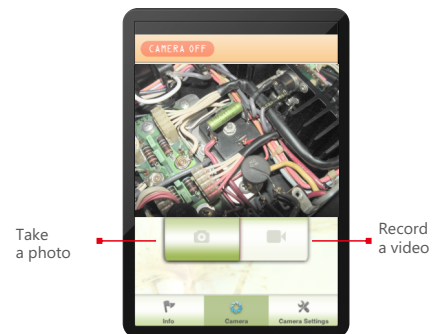 CAMERA OFF
Take
a photo
Record
a video
Info
Camera
Camera Settings